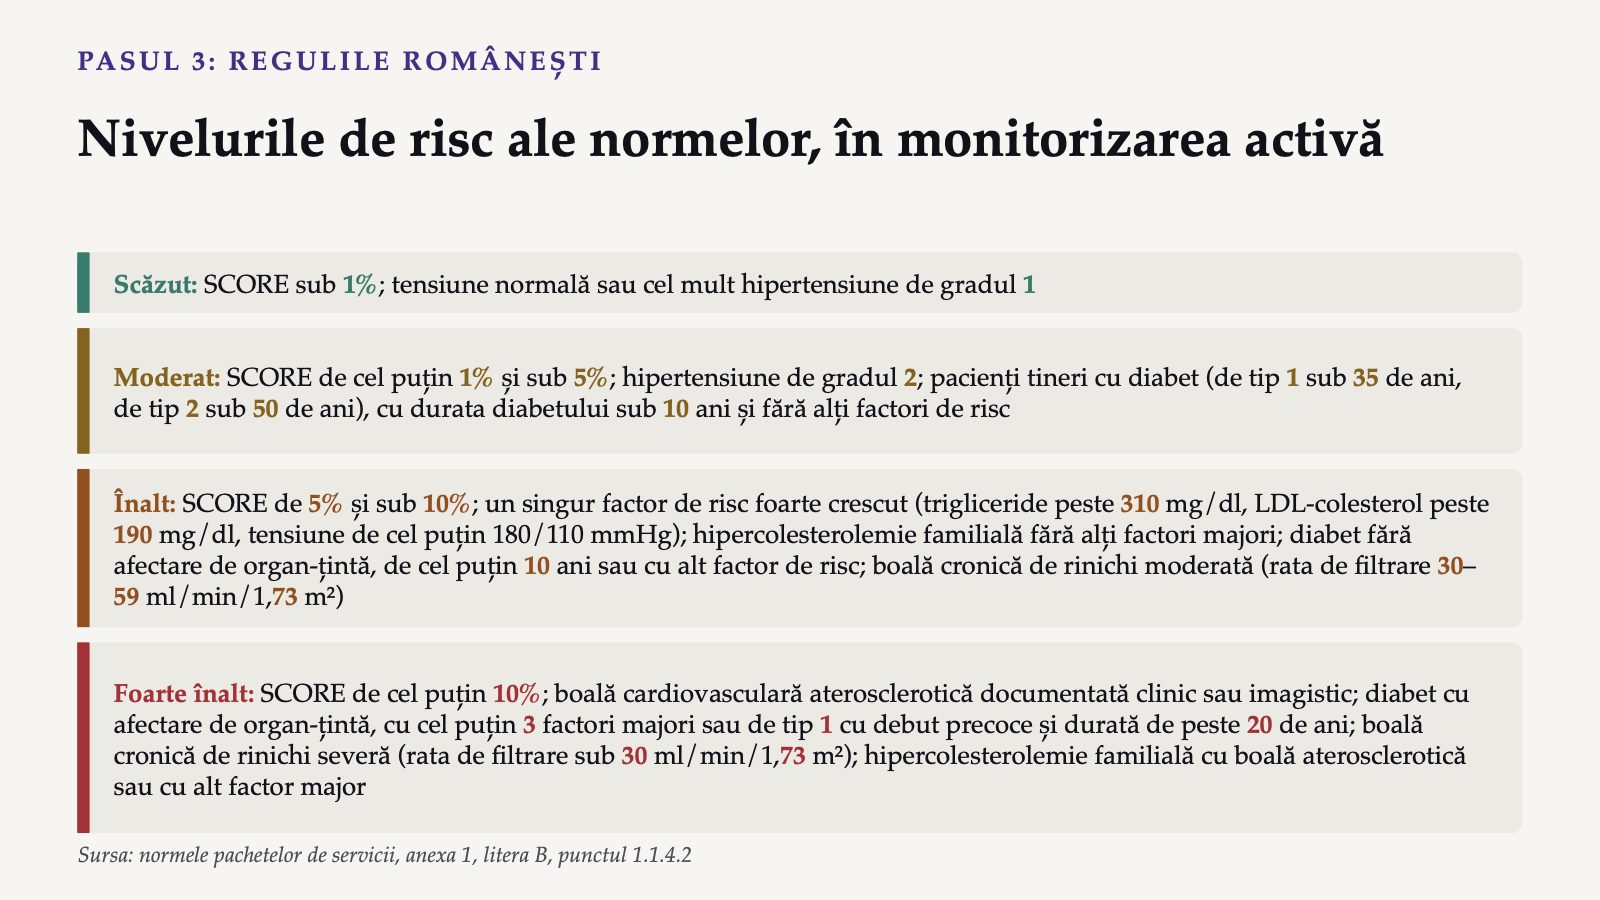 PASUL 3: REGULILE ROMÂNEȘTI
Nivelurile de risc ale normelor, în monitorizarea activă
Scăzut: SCORE sub 1%; tensiune normală sau cel mult hipertensiune de gradul 1
Moderat: SCORE de cel puțin 1% și sub 5%; hipertensiune de gradul 2; pacienți tineri cu diabet (de tip 1 sub 35 de ani,
de tip 2 sub 50 de ani), cu durata diabetului sub 10 ani și fără alți factori de risc
Înalt: SCORE de 5% și sub 10%; un singur factor de risc foarte crescut (trigliceride peste 310 mg/dl, LDL-colesterol peste
190 mg/dl, tensiune de cel puțin 180/110 mmHg); hipercolesterolemie familială fără alți factori majori; diabet fără
afectare de organ-țintă, de cel puțin 10 ani sau cu alt factor de risc; boală cronică de rinichi moderată (rata de filtrare 30–
59 ml/min/1,73 m²)
Foarte înalt: SCORE de cel puțin 10%; boală cardiovasculară aterosclerotică documentată clinic sau imagistic; diabet cu
afectare de organ-țintă, cu cel puțin 3 factori majori sau de tip 1 cu debut precoce și durată de peste 20 de ani; boală
cronică de rinichi severă (rata de filtrare sub 30 ml/min/1,73 m²); hipercolesterolemie familială cu boală aterosclerotică
sau cu alt factor major
Sursa: normele pachetelor de servicii, anexa 1, litera B, punctul 1.1.4.2